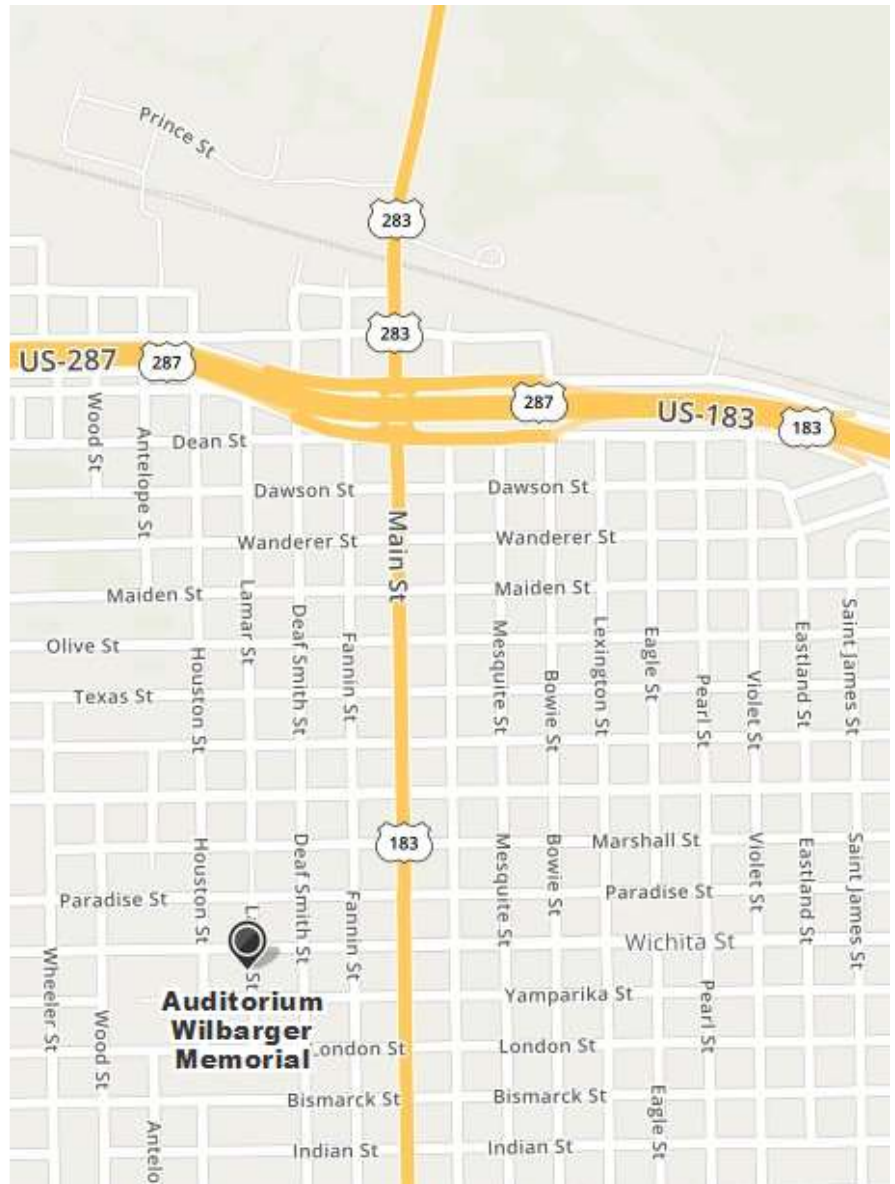 Prince St
283
283
US-287
287
287
US-183
183
Wood St
Antelope St
Dean St
Dawson St
Dawson St
Main St
Wanderer St
Wanderer St
Maiden St
Maiden St
Lamar St
Deaf Smith St
Fannin St
Olive St
Houston St
Texas St
Mesquite St
Bowie St
Lexington St
Eagle St
Pearl St
Violet St
Eastland St
Saint James St
183
Houston St
Deaf Smith St
Mesquite St
Bowie St
Marshall St
Violet St
Eastland St
Saint James St
Paradise St
Paradise St
Fannin St
Wichita St
Wheeler St
St
Auditorium
Wilbarger
Memorial
Yamparika St
Pearl St
Wood St
London St
London St
Bismarck St
Bismarck St
Eagle St
Antelo
Indian St
Indian St